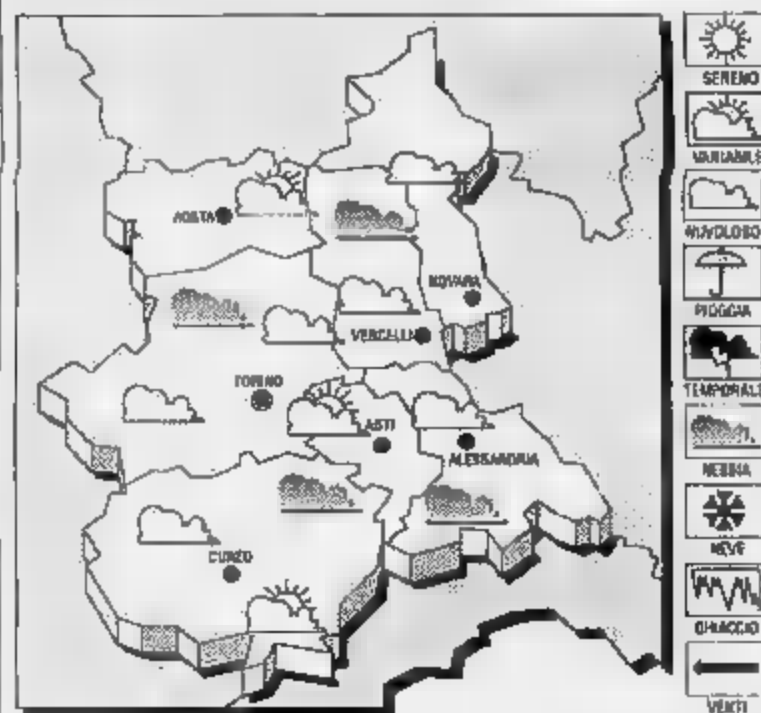 AOSTA
NOVARA
VERCELLI
TORINO
ASTI
ALESSANDRIA
CUNEO
SERENO
VARIABILE
NUVOLOSO
PIOGGIA
TEMPORALE
NEBBIA
NEVE
GHIACCIO
VENTI